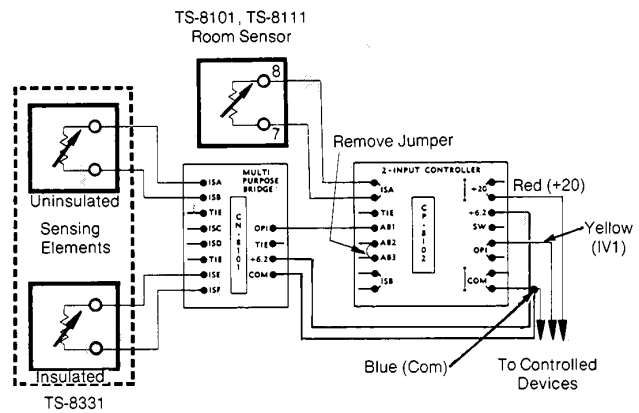 TS-8101, TS-8111
Room Sensor
8
7
Remove Jumper
Uninsulated
Sensing
Elements
Insulated
TS-8331
MULTI
PURPOSE
BRIDGE
CN-8101
ISA
ISB
TIE
ISC
ISD
TIE
ISE
ISF
OPI
TIE
+6.2
COM
2-INPUT CONTROLLER
CP-8102
ISA
TIE
AB1
AB2
AB3
ISB
+20
+6.2
SW
OPI
COM
Red (+20)
Yellow
(IV1)
Blue (Com)
To Controlled
Devices